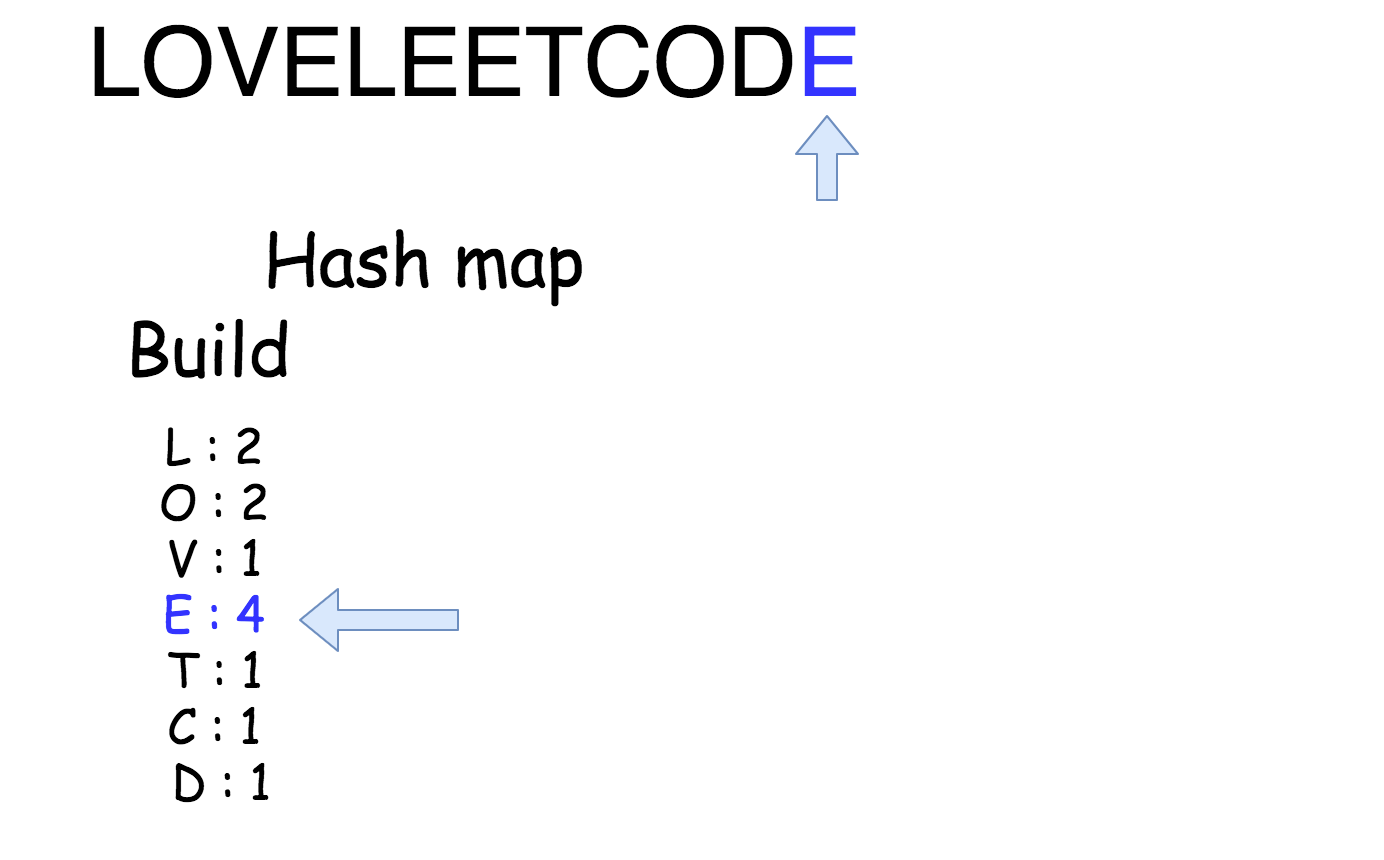 LOVELEETCODE
Hash map
Build
L : 2
O : 2
V : 1
E : 4
T : 1
C : 1
D : 1